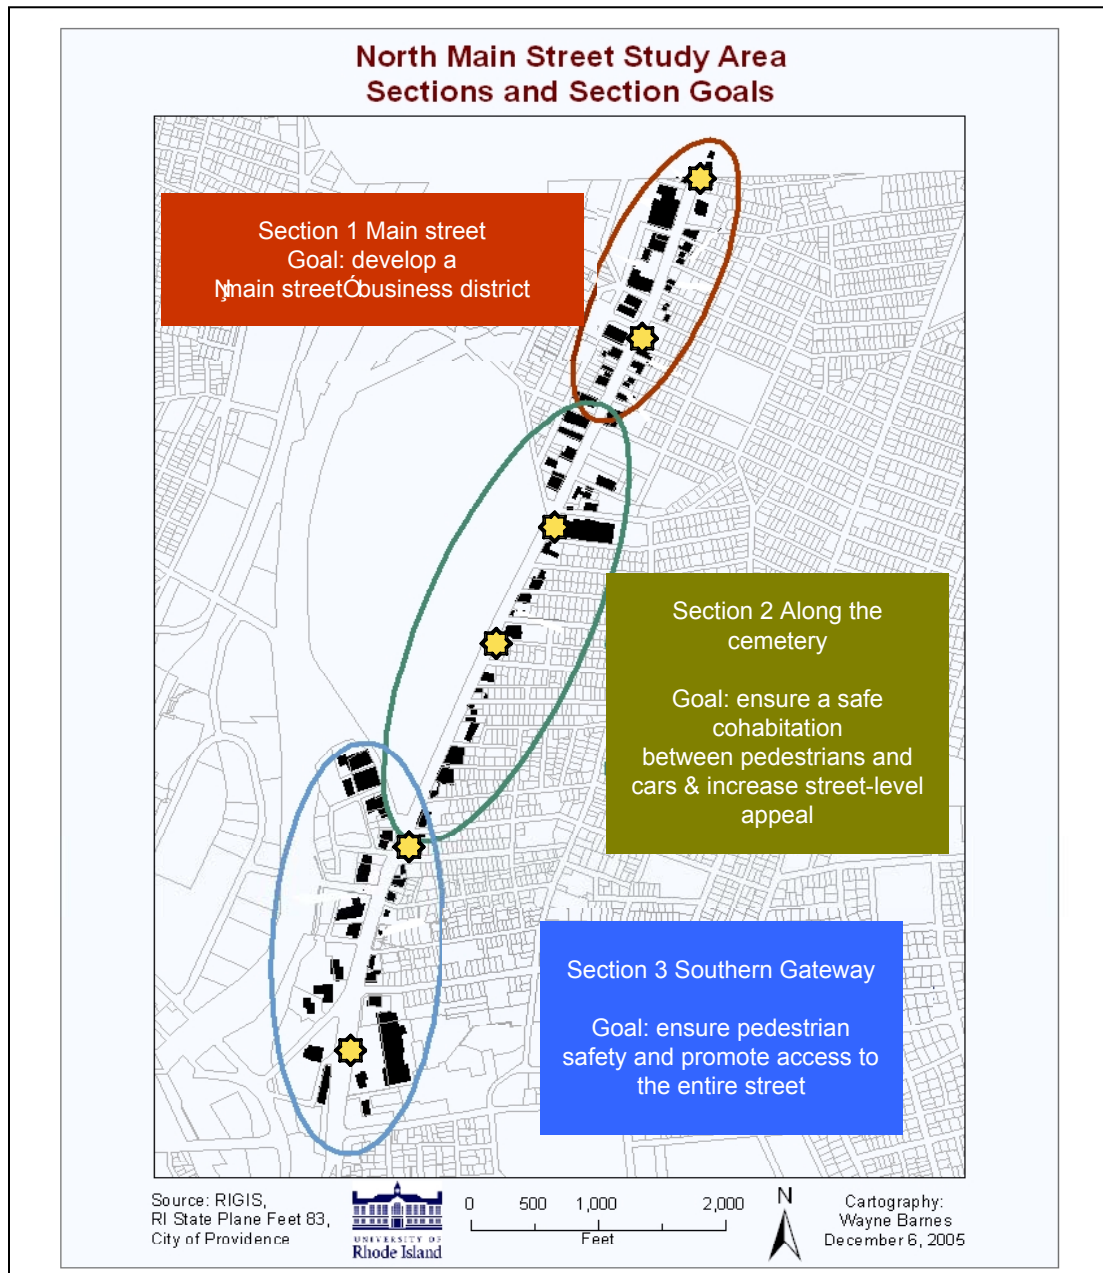 North Main Street Study Area
Sections and Section Goals
Section 1 Main street
Goal: develop a
Ņmain streetÓbusiness district
Section 2 Along the
cemetery
Goal: ensure a safe
cohabitation
between pedestrians and
cars & increase street-level
appeal
Section 3 Southern Gateway
Goal: ensure pedestrian
safety and promote access to
the entire street
Source: RIGIS,
RI State Plane Feet 83,
City of Providence
UNIVERSITY OF
Rhode Island
0 500 1,000 2,000
Feet
N
Cartography:
Wayne Barnes
December 6, 2005